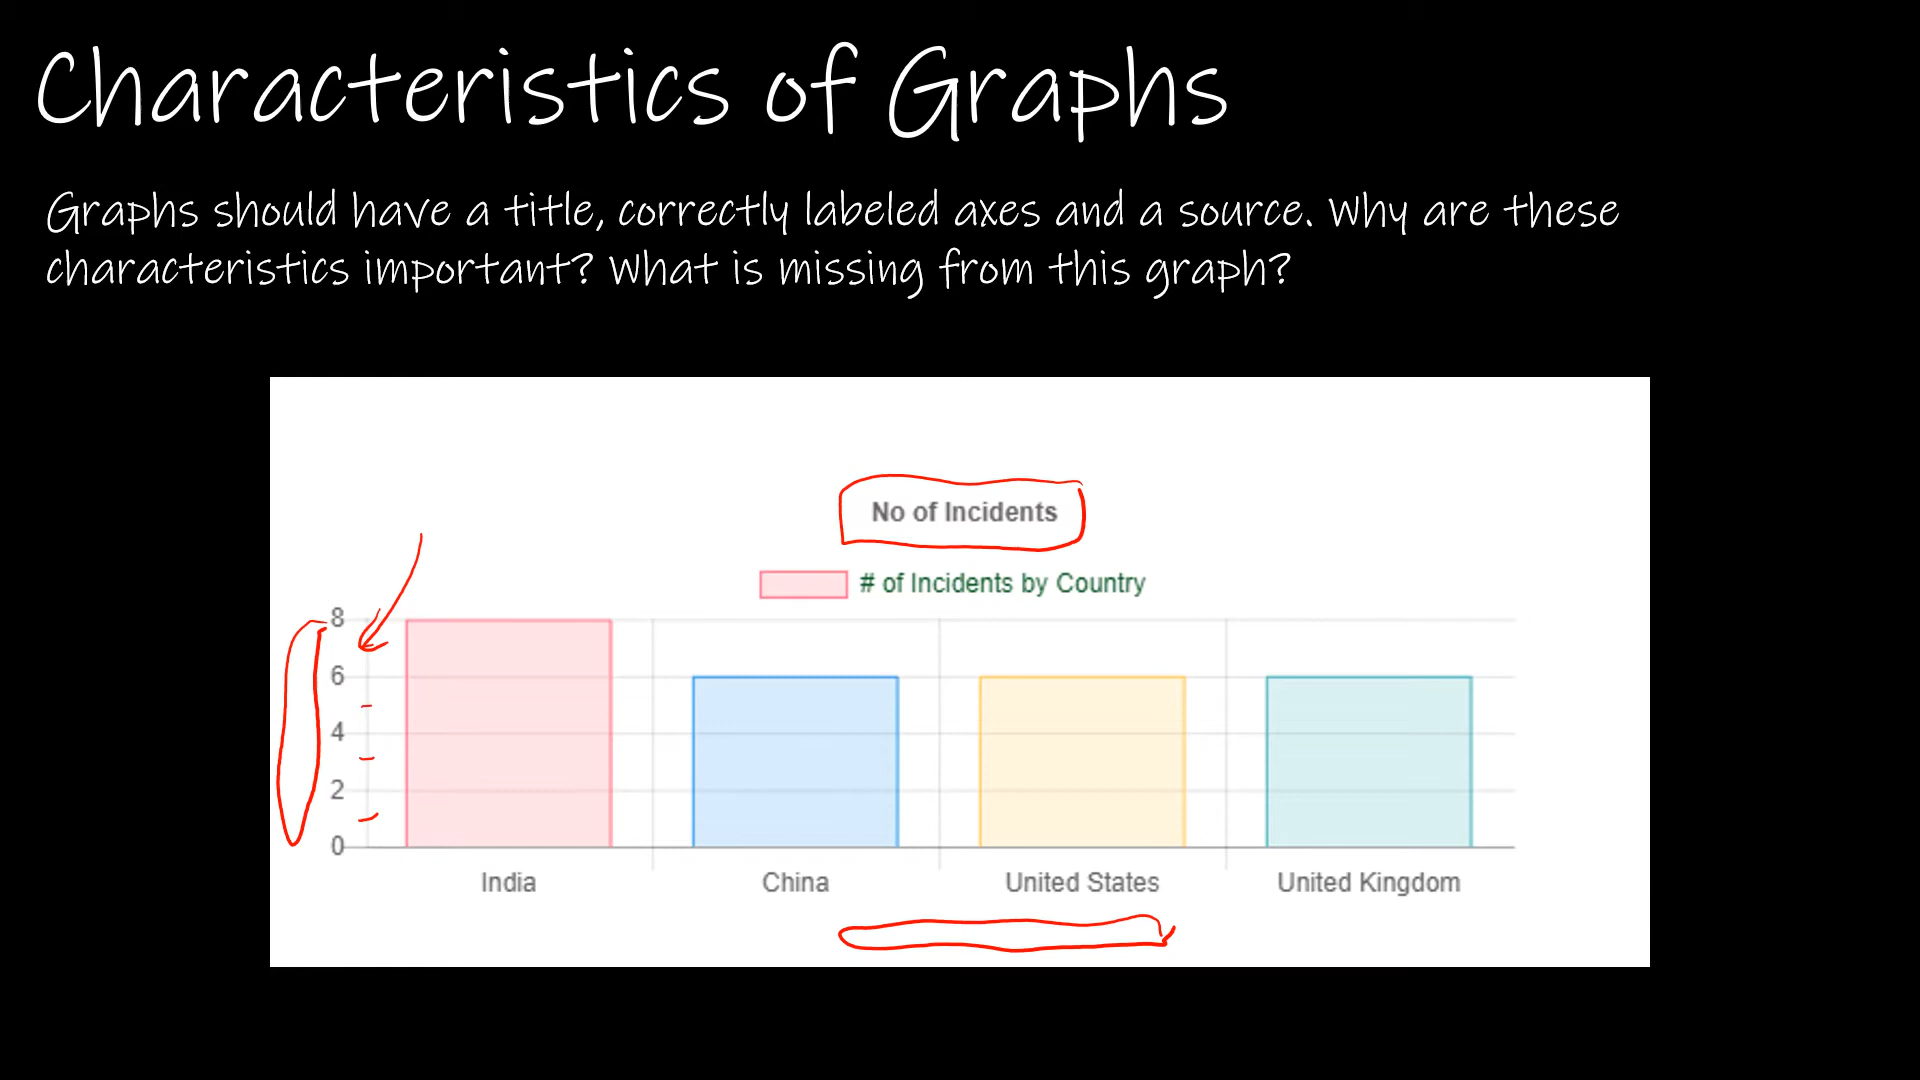 Characteristics of Graphs
Graphs should have a title, correctly labeled axes and a source. Why are these
characteristics important? What is missing from this graph?
No of Incidents
# of Incidents by Country
8
6
4
2
0
India China United States United Kingdom